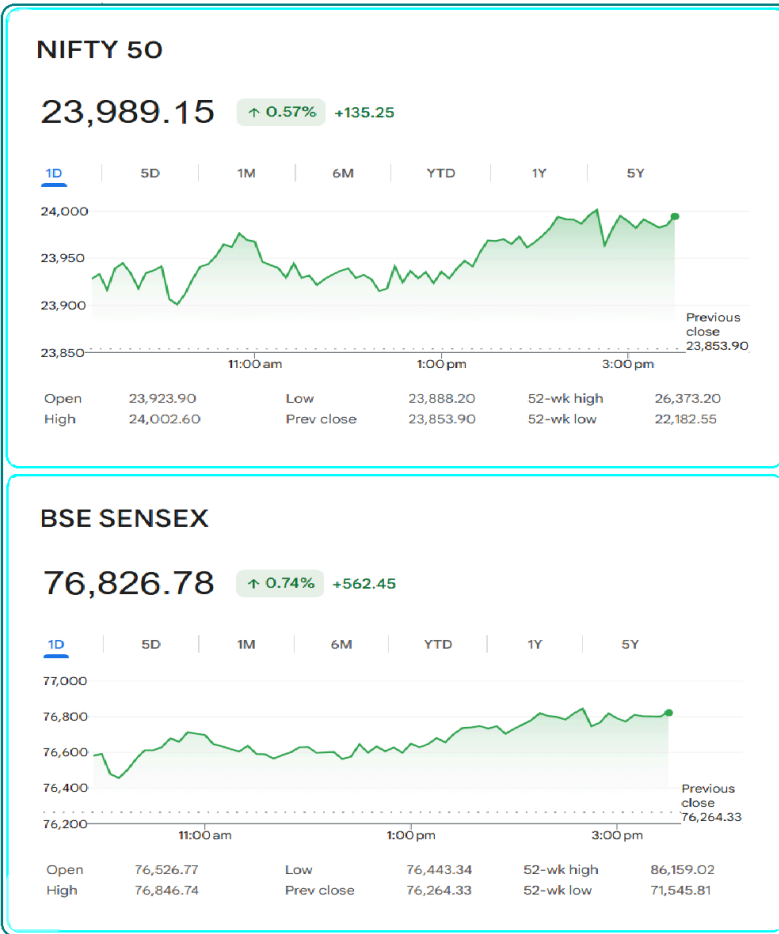 NIFTY 50
23,989.15 ↑ 0.57% +135.25
1D 5D 1M 6M YTD 1Y 5Y
24,000
23,950
23,900
Previous
close
23,853.90
23,850
11:00 am 1:00 pm 3:00 pm
Open 23,923.90 Low 23,888.20 52-wk high 26,373.20
High 24,002.60 Prev close 23,853.90 52-wk low 22,182.55
BSE SENSEX
76,826.78 ↑ 0.74% +562.45
1D 5D 1M 6M YTD 1Y 5Y
77,000
76,800
76,600
76,400
Previous
close
76,264.33
76,200
11:00 am 1:00 pm 3:00 pm
Open 76,526.77 Low 76,443.34 52-wk high 86,159.02
High 76,846.74 Prev close 76,264.33 52-wk low 71,545.81